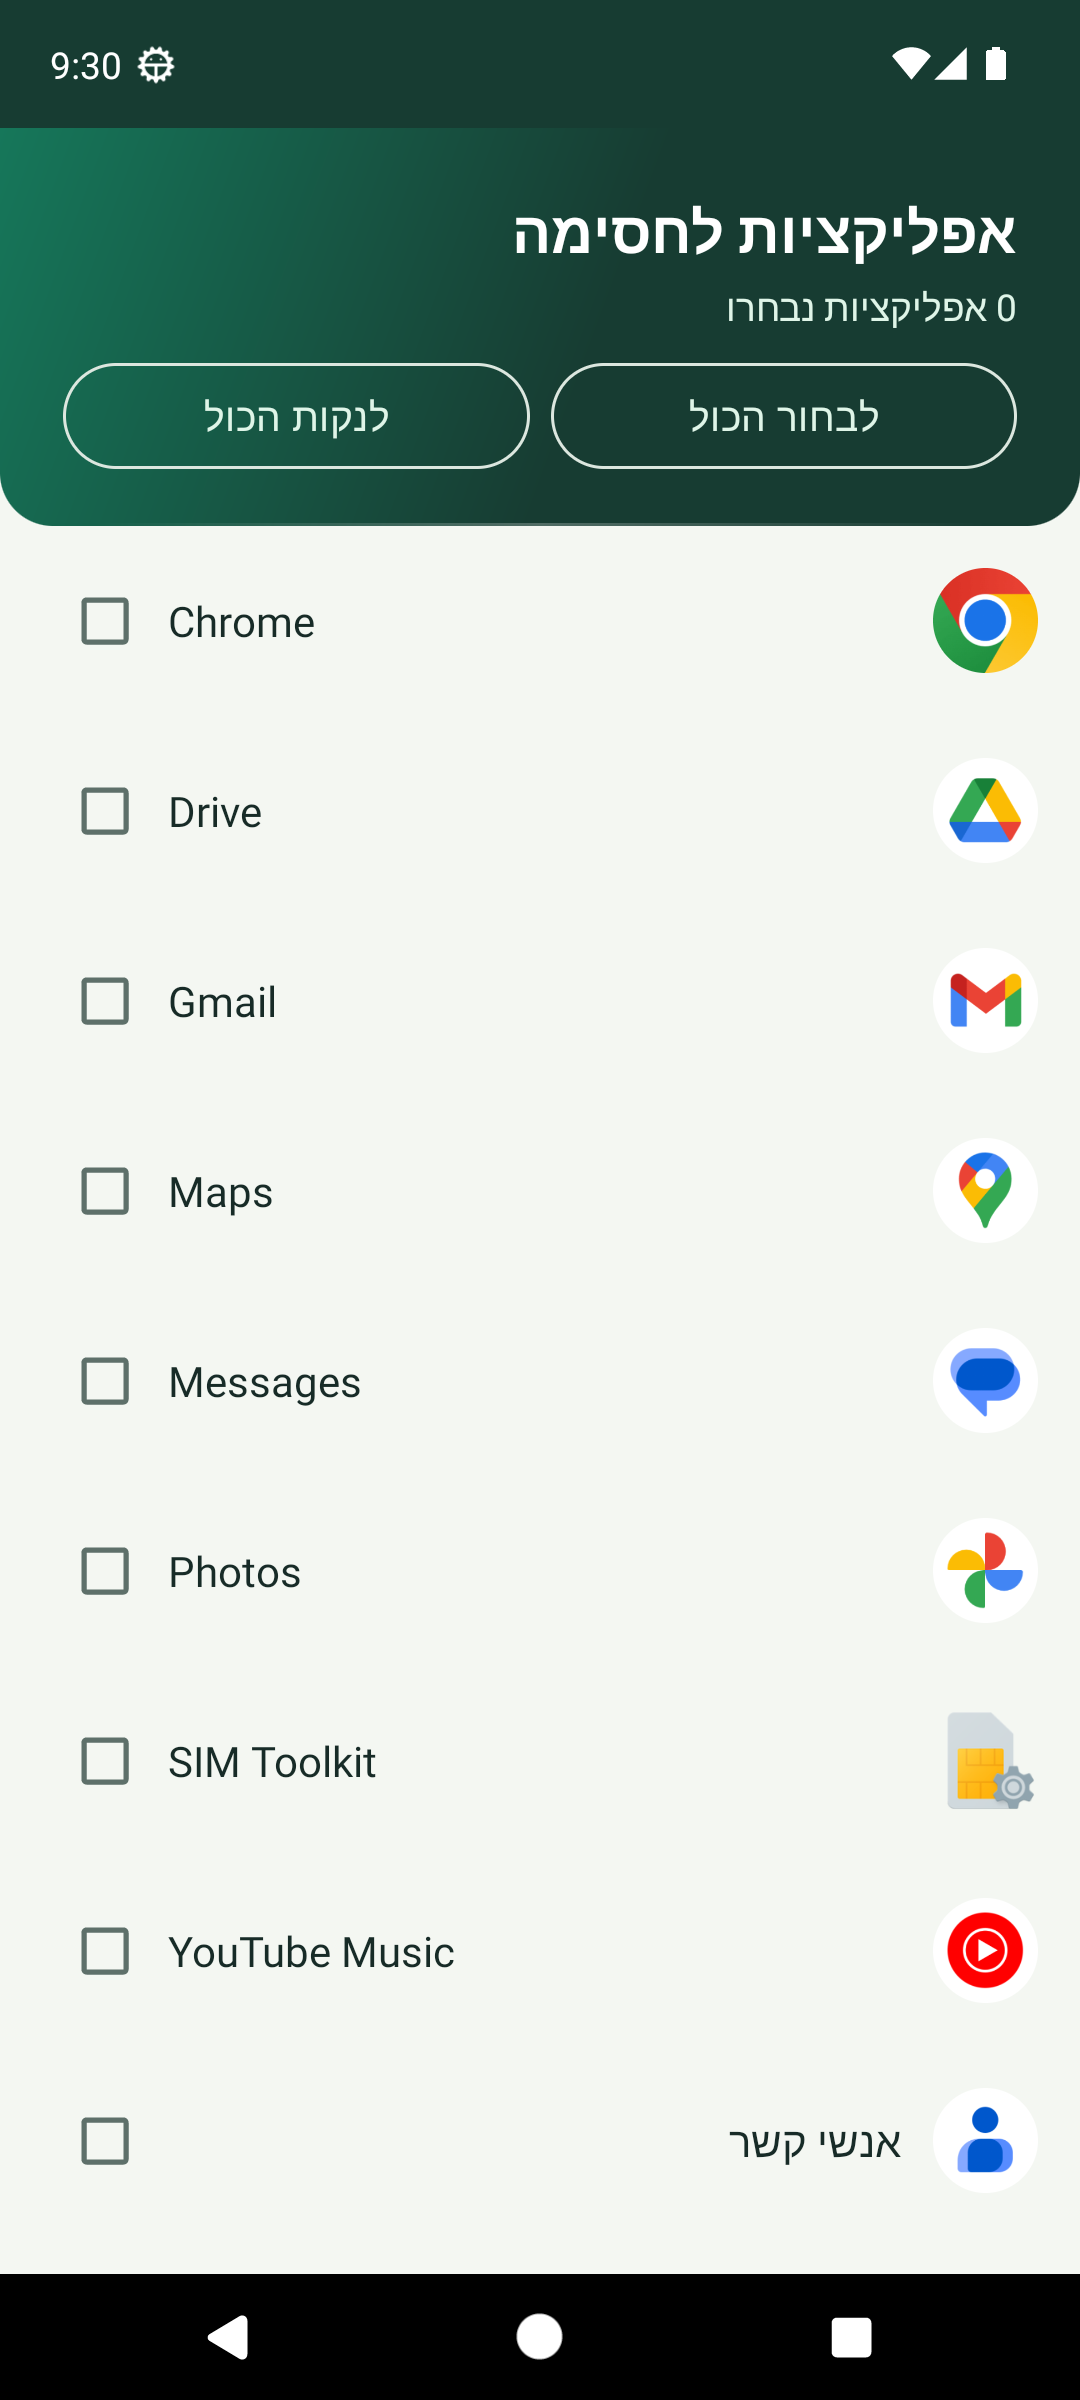 9:30
אפליקציות לחסימה
0 אפליקציות נבחרו
לבחור הכול
לנקות הכול
Chrome
Drive
Gmail
Maps
Messages
Photos
SIM Toolkit
YouTube Music
אנשי קשר